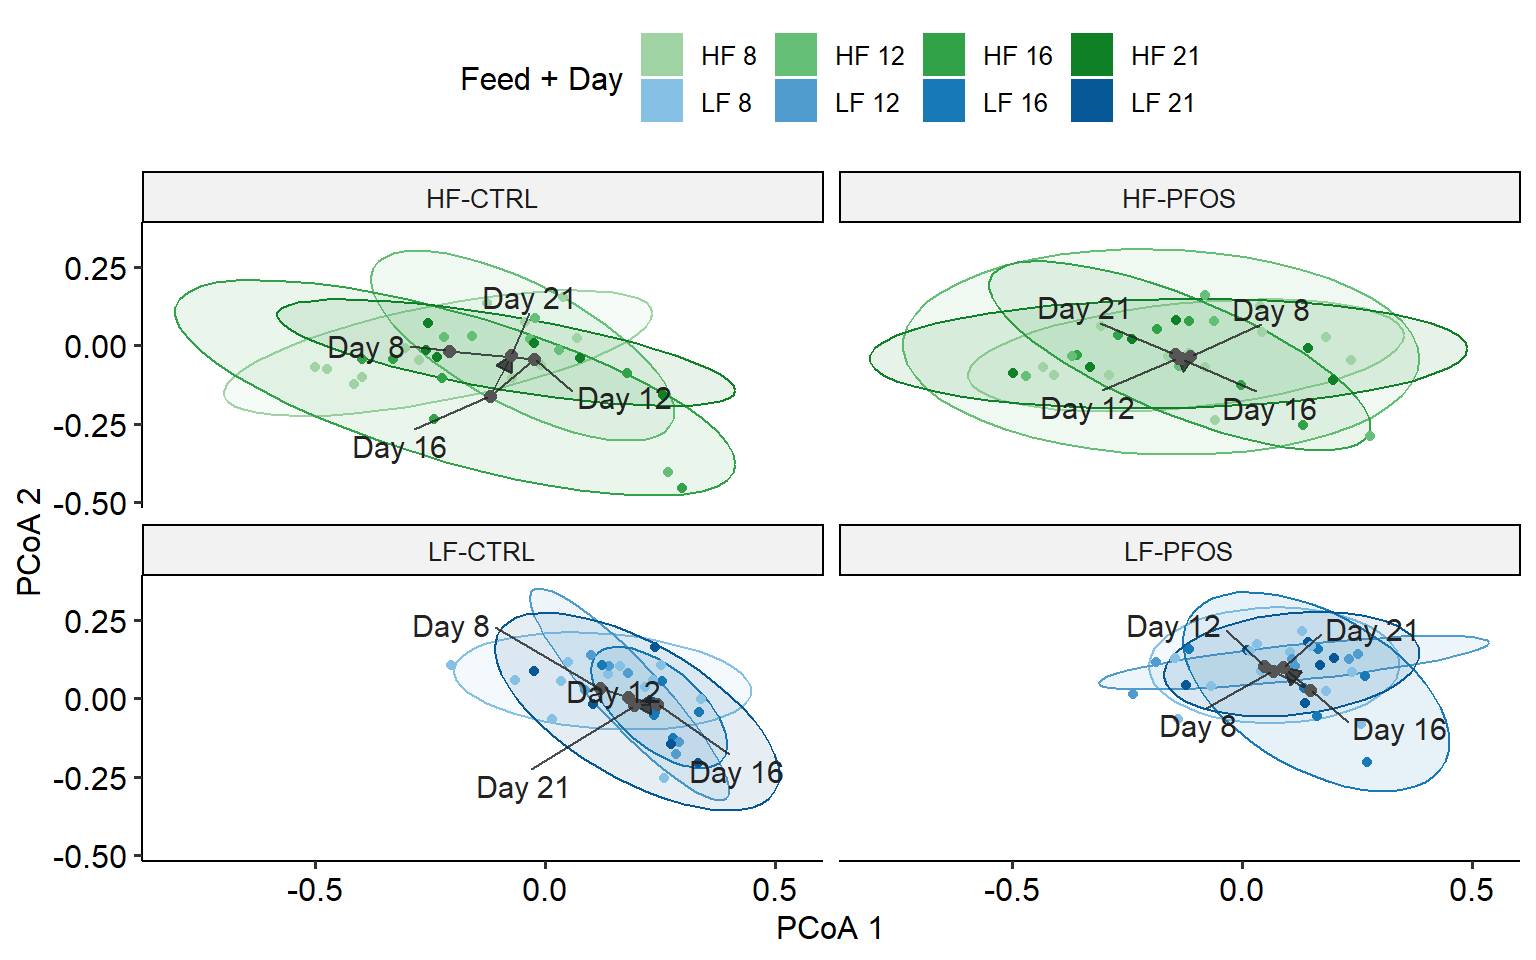 Feed + Day
HF 8 HF 12 HF 16 HF 21
LF 8 LF 12 LF 16 LF 21
HF-CTRL HF-PFOS
0.25
0.00
-0.25
-0.50
Day 21
Day 8
Day 12
Day 16
Day 21 Day 8
Day 12 Day 16
LF-CTRL LF-PFOS
0.25
0.00
-0.25
-0.50
Day 8
Day 12
Day 21 Day 16
Day 12 Day 21
Day 8 Day 16
-0.5 0.0 0.5 -0.5 0.0 0.5
PCoA 1
PCoA 2